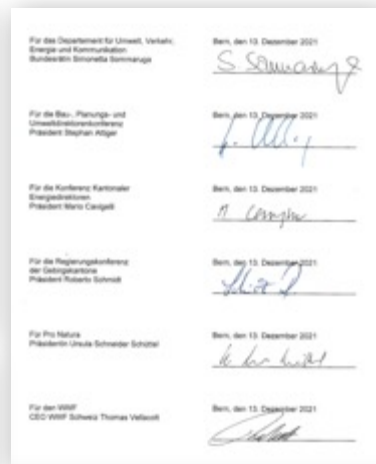 Für das Departement für Umwelt, Verkehr,
Energie und Kommunikation
Bundesrätin Simonetta Sommaruga
Bern, den 13. Dezember 2021
S Sommaruga
Für die Bau-, Planungs- und
Umweltdirektorenkonferenz
Präsident Stephan Attiger
Bern, den 13. Dezember 2021
Für die Konferenz Kantonaler
Energiedirektoren
Präsident Mario Cavigelli
Bern, den 13. Dezember 2021
Für die Regierungskonferenz
der Gebirgskantone
Präsident Roberto Schmidt
Bern, den 13. Dezember 2021
Für Pro Natura
Präsidentin Ursula Schneider Schüttel
Bern, den 13. Dezember 2021
Für den WWF
CEO WWF Schweiz Thomas Vellacott
Bern, den 13. Dezember 2021